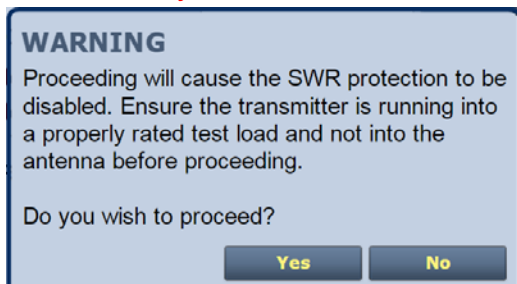 WARNING
Proceeding will cause the SWR protection to be
disabled. Ensure the transmitter is running into
a properly rated test load and not into the
antenna before proceeding.
Do you wish to proceed?
Yes
No